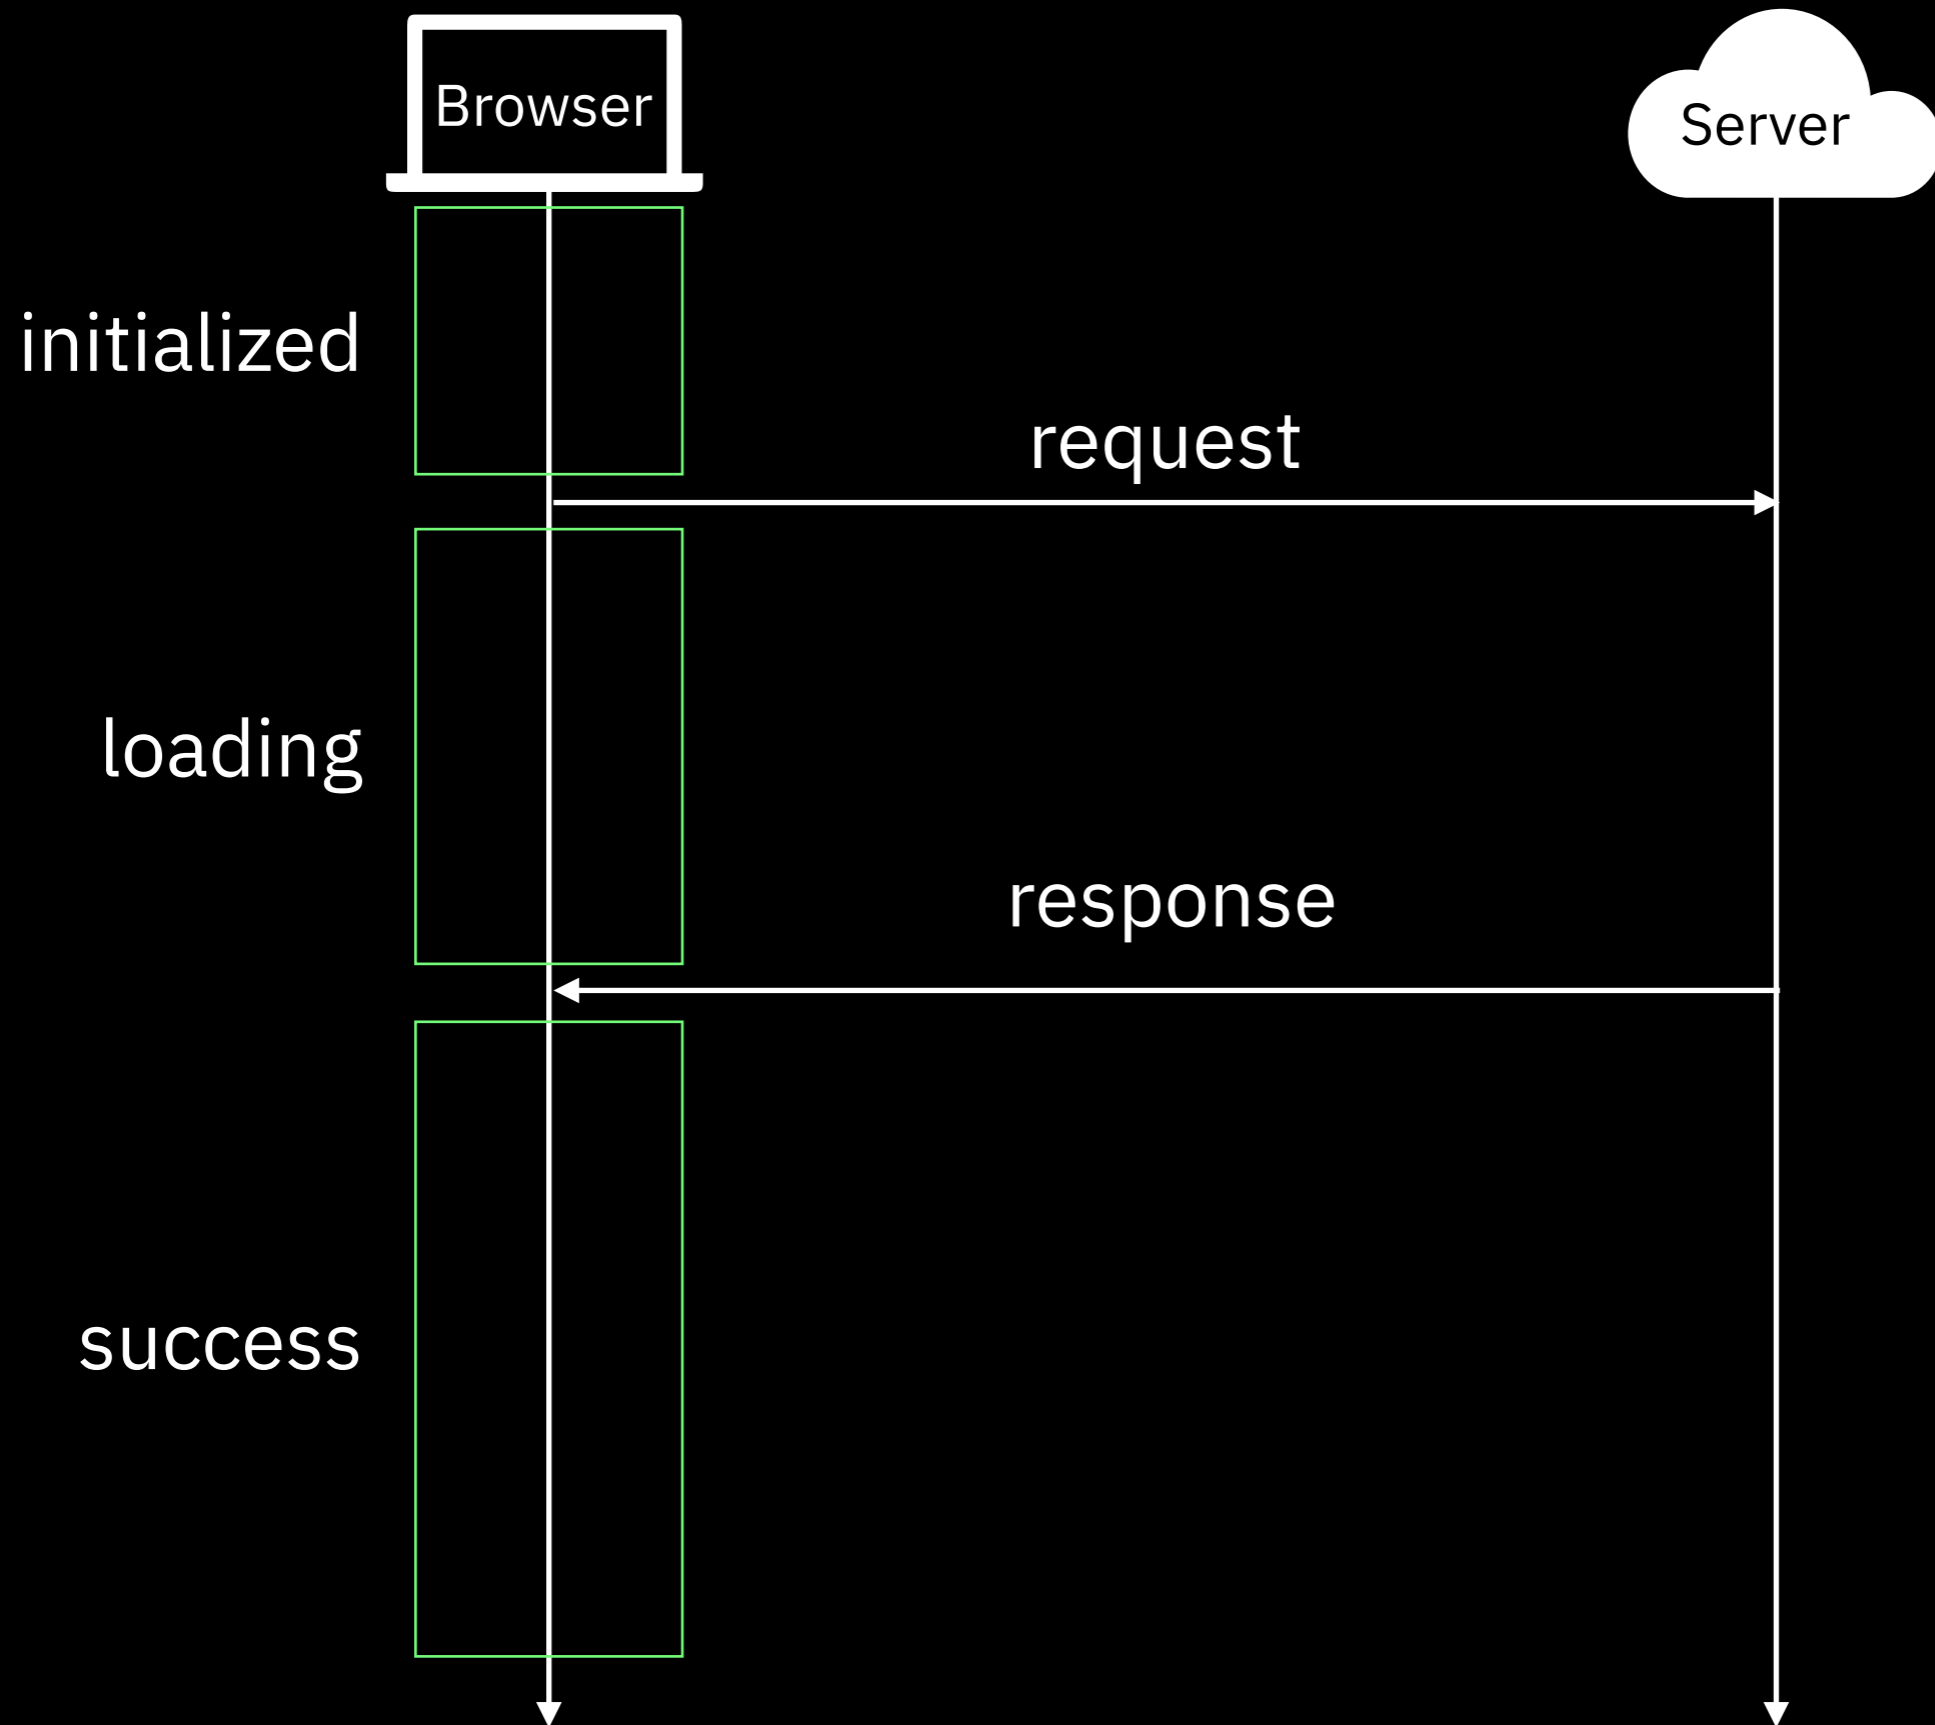 Browser
Server
initialized
request
loading
response
success